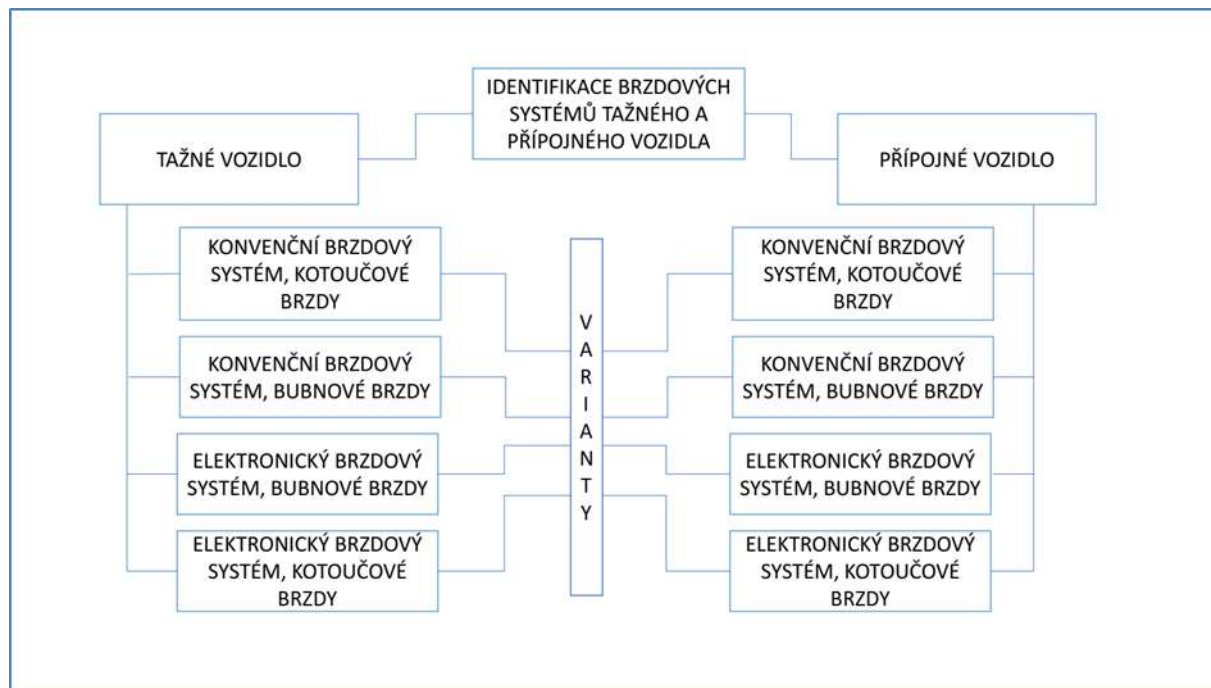 IDENTIFIKACE BRZDOVÝCH
SYSTÉMŮ TAŽNÉHO A
PŘÍPOJNÉHO VOZIDLA
TAŽNÉ VOZIDLO
PŘÍPOJNÉ VOZIDLO
KONVENČNÍ BRZDOVÝ
SYSTÉM, KOTOUČOVÉ
BRZDY
KONVENČNÍ BRZDOVÝ
SYSTÉM, BUBNOVÉ BRZDY
ELEKTRONICKÝ BRZDOVÝ
SYSTÉM, BUBNOVÉ BRZDY
ELEKTRONICKÝ BRZDOVÝ
SYSTÉM, KOTOUČOVÉ
BRZDY
VARIANTY
KONVENČNÍ BRZDOVÝ
SYSTÉM, KOTOUČOVÉ
BRZDY
KONVENČNÍ BRZDOVÝ
SYSTÉM, BUBNOVÉ BRZDY
ELEKTRONICKÝ BRZDOVÝ
SYSTÉM, BUBNOVÉ BRZDY
ELEKTRONICKÝ BRZDOVÝ
SYSTÉM, KOTOUČOVÉ
BRZDY